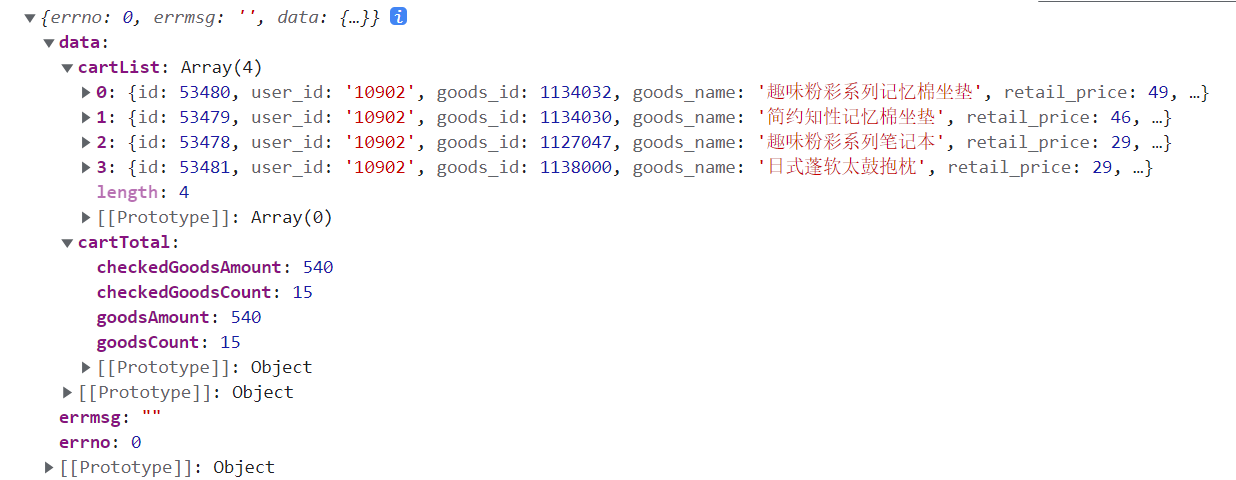 {errno: 0, errmsg: '', data: {…}} i
data:
cartList: Array(4)
0: {id: 53480, user_id: '10902', goods_id: 1134032, goods_name: '趣味粉彩系列记忆棉坐垫', retail_price: 49, …}
1: {id: 53479, user_id: '10902', goods_id: 1134030, goods_name: '简约知性记忆棉坐垫', retail_price: 46, …}
2: {id: 53478, user_id: '10902', goods_id: 1127047, goods_name: '趣味粉彩系列笔记本', retail_price: 29, …}
3: {id: 53481, user_id: '10902', goods_id: 1138000, goods_name: '日式蓬软太鼓抱枕', retail_price: 29, …}
length: 4
[[Prototype]]: Array(0)
cartTotal:
checkedGoodsAmount: 540
checkedGoodsCount: 15
goodsAmount: 540
goodsCount: 15
[[Prototype]]: Object
[[Prototype]]: Object
errmsg: ""
errno: 0
[[Prototype]]: Object